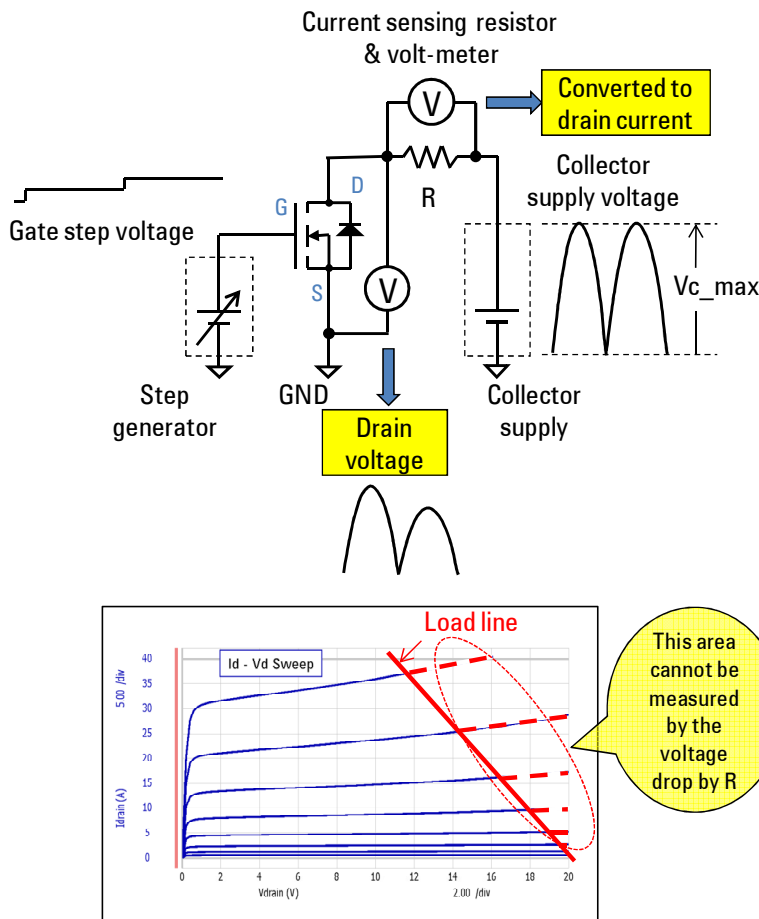 Current sensing resistor
& volt-meter
V
Converted to
drain current
R
Collector
supply voltage
D
G
S
Gate step voltage
V
Vc_max
Step
generator
GND
Collector
supply
Drain
voltage
Load line
Id - Vd Sweep
This area
cannot be
measured
by the
voltage
drop by R
5.00 /div
Idrain (A)
40
35
30
25
20
15
10
5
0
0 2 4 6 8 10 12 14 16 18 20
Vdrain (V) 2.00 /div